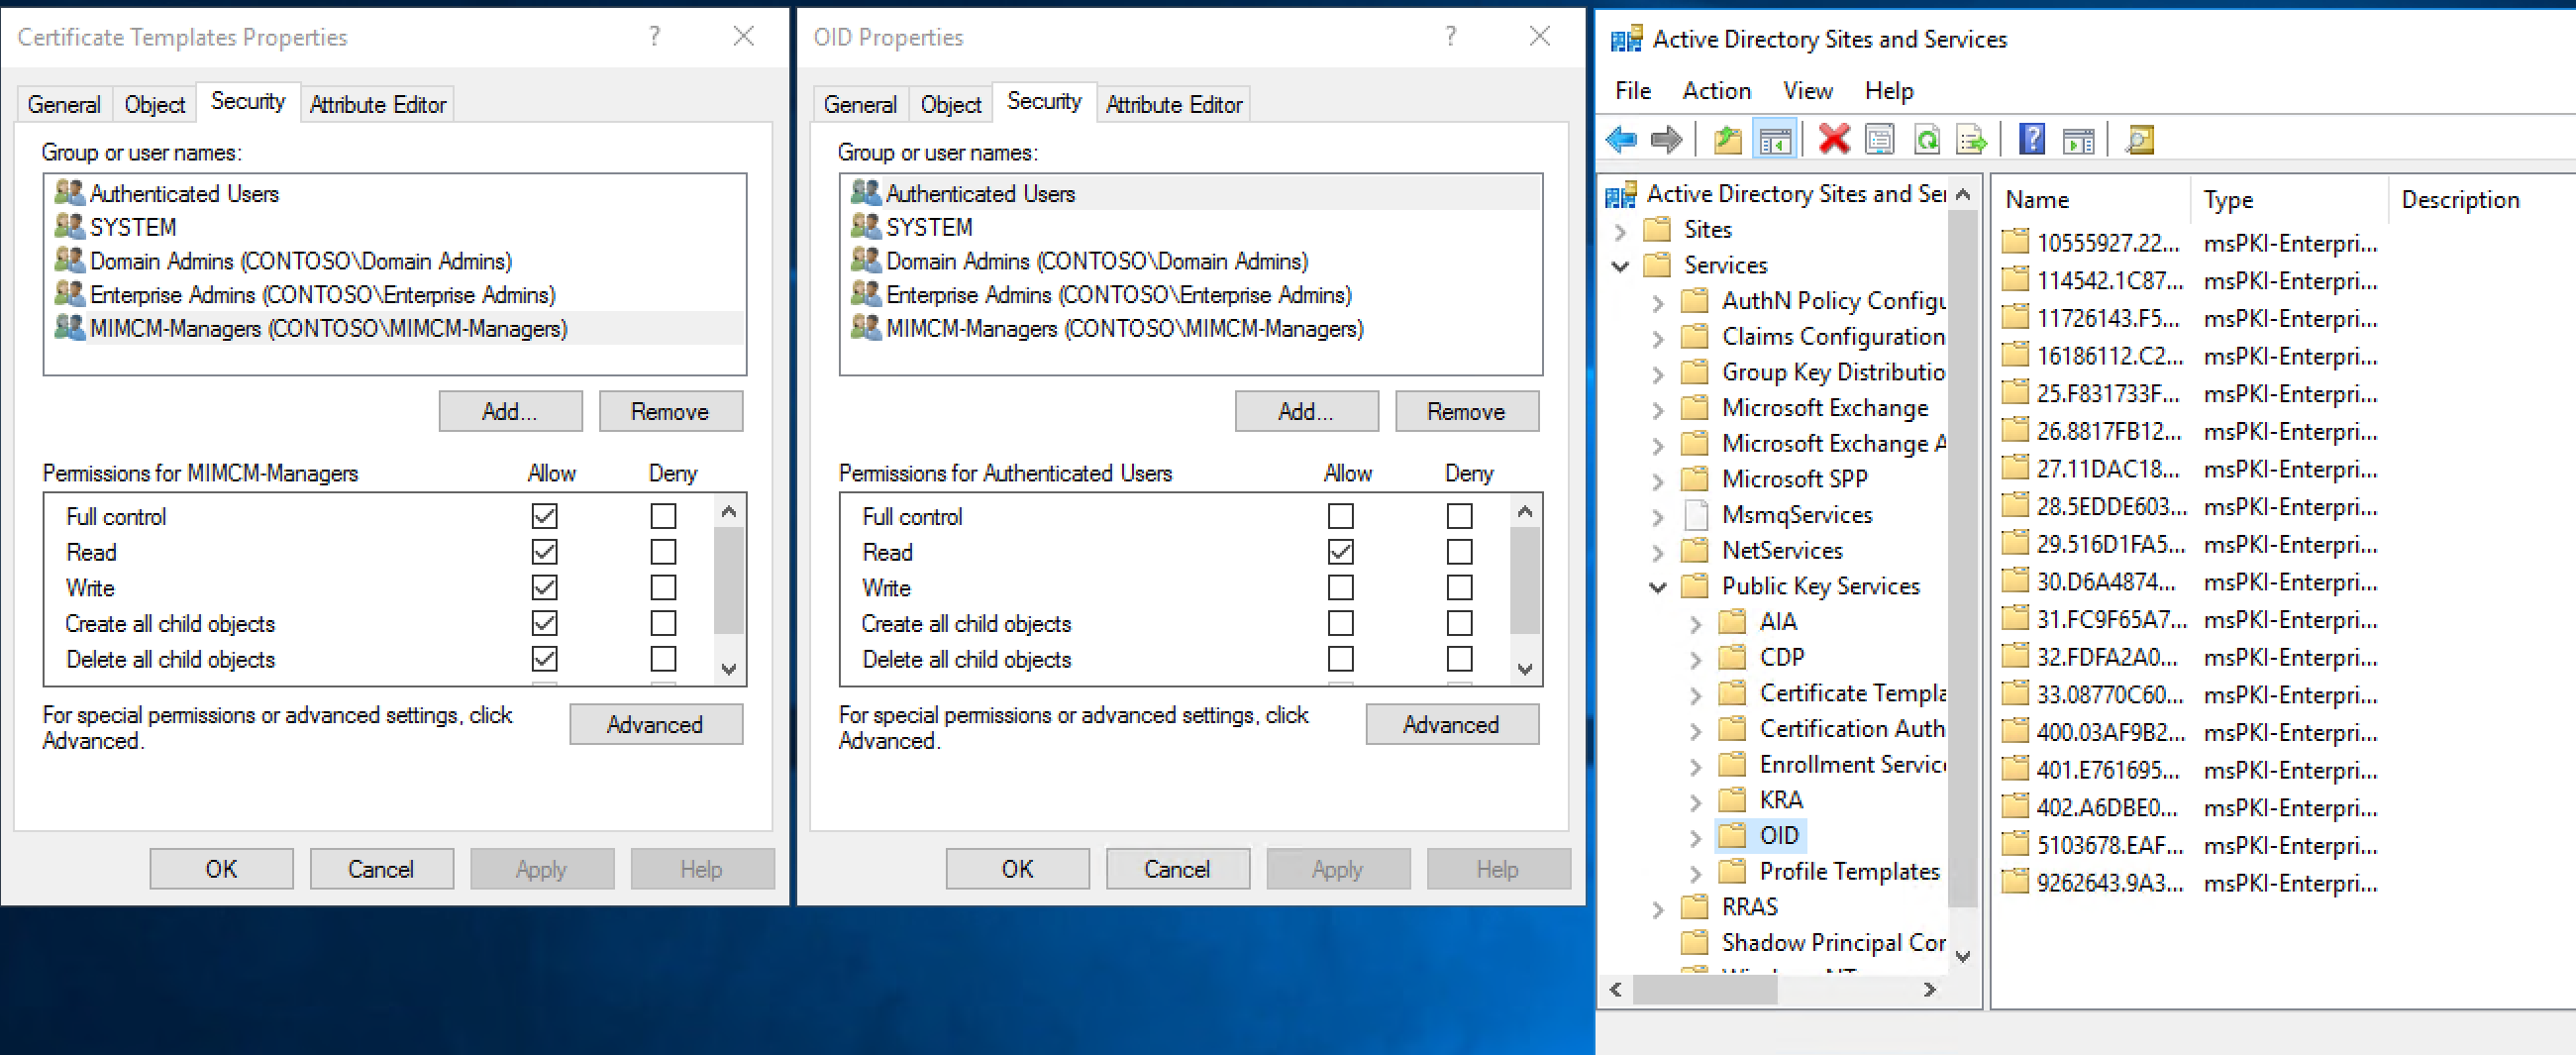 Certificate Templates Properties
General Object Security Attribute Editor
Group or user names:
Authenticated Users
SYSTEM
Domain Admins (CONTOSO\Domain Admins)
Enterprise Admins (CONTOSO\Enterprise Admins)
MIMCM-Managers (CONTOSO\MIMCM-Managers)
Add... Remove
Permissions for MIMCM-Managers Allow Deny
Full control
Read
Write
Create all child objects
Delete all child objects
For special permissions or advanced settings, click
Advanced.
Advanced
OK Cancel Apply Help
OID Properties
General Object Security Attribute Editor
Group or user names:
Authenticated Users
SYSTEM
Domain Admins (CONTOSO\Domain Admins)
Enterprise Admins (CONTOSO\Enterprise Admins)
MIMCM-Managers (CONTOSO\MIMCM-Managers)
Add... Remove
Permissions for Authenticated Users Allow Deny
Full control
Read
Write
Create all child objects
Delete all child objects
For special permissions or advanced settings, click
Advanced.
Advanced
OK Cancel Apply Help
Active Directory Sites and Services
File Action View Help
Active Directory Sites and Ser
Sites
Services
AuthN Policy Configu
Claims Configuration
Group Key Distributio
Microsoft Exchange
Microsoft Exchange A
Microsoft SPP
MsmqServices
NetServices
Public Key Services
AIA
CDP
Certificate Templa
Certification Auth
Enrollment Service
KRA
OID
Profile Templates
RRAS
Shadow Principal Cor
Name Type Description
10555927.22... msPKI-Enterpri...
114542.1C87... msPKI-Enterpri...
11726143.F5... msPKI-Enterpri...
16186112.C2... msPKI-Enterpri...
25.F831733F... msPKI-Enterpri...
26.8817FB12... msPKI-Enterpri...
27.11DAC18... msPKI-Enterpri...
28.5EDDE603... msPKI-Enterpri...
29.516D1FA5... msPKI-Enterpri...
30.D6A4874... msPKI-Enterpri...
31.FC9F65A7... msPKI-Enterpri...
32.FDFA2A0... msPKI-Enterpri...
33.08770C60... msPKI-Enterpri...
400.03AF9B2... msPKI-Enterpri...
401.E761695... msPKI-Enterpri...
402.A6DBE0... msPKI-Enterpri...
5103678.EAF... msPKI-Enterpri...
9262643.9A3... msPKI-Enterpri...